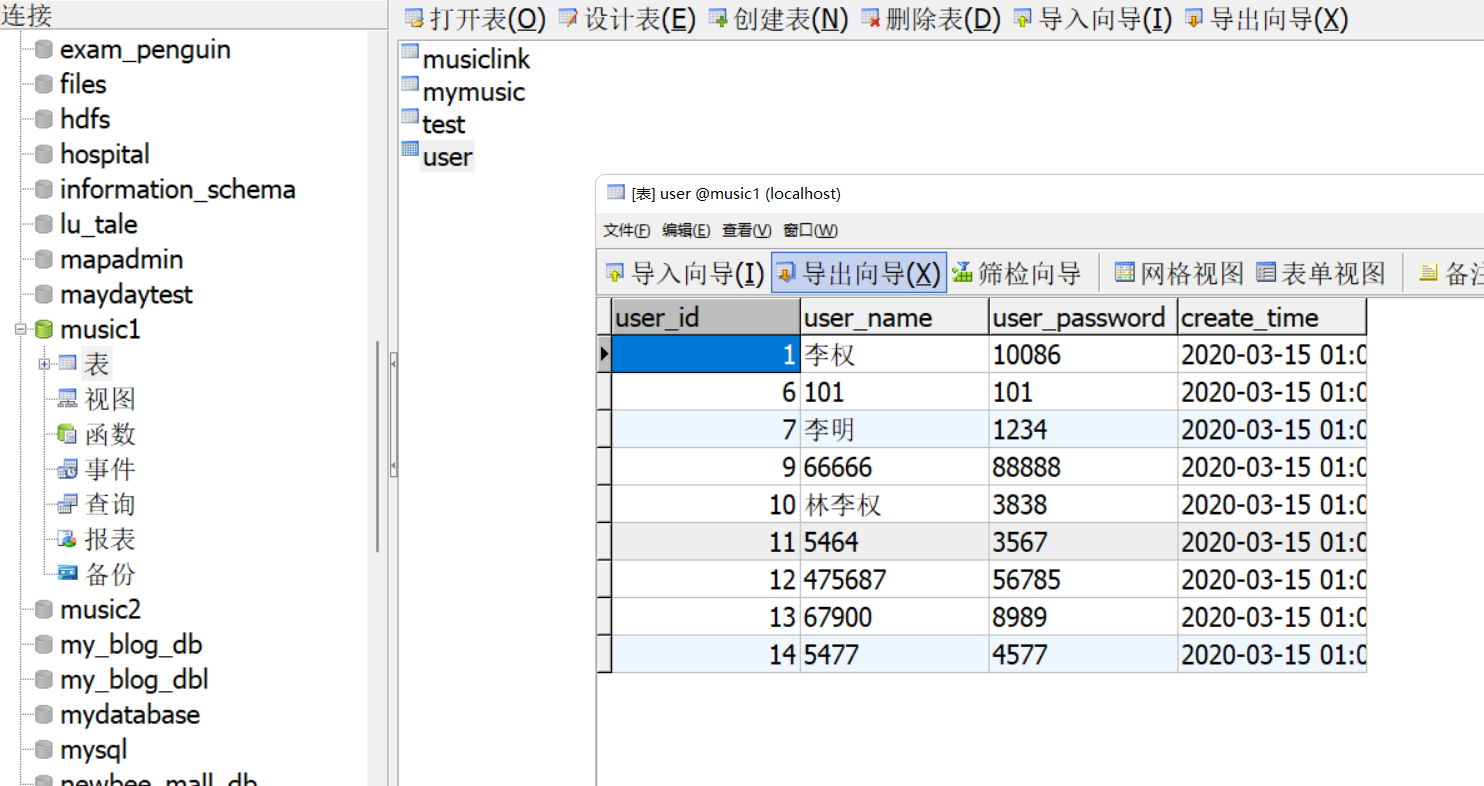 连接
exam_penguin
files
hdfs
hospital
information_schema
lu_tale
mapadmin
maydaytest
music1
表
视图
函数
事件
查询
报表
备份
music2
my_blog_db
my_blog_dbl
mydatabase
mysql
newbee_mall_db
打开表(O) 设计表(E) 创建表(N) 删除表(D) 导入向导(I) 导出向导(X)
musiclink
mymusic
test
user
[表] user @music1 (localhost)
文件(F) 编辑(E) 查看(V) 窗口(W)
导入向导(I) 导出向导(X) 筛检向导 网格视图 表单视图 备注
user_id user_name user_password create_time
1 李权 10086 2020-03-15 01:0
6 101 101 2020-03-15 01:0
7 李明 1234 2020-03-15 01:0
9 66666 88888 2020-03-15 01:0
10 林李权 3838 2020-03-15 01:0
11 5464 3567 2020-03-15 01:0
12 475687 56785 2020-03-15 01:0
13 67900 8989 2020-03-15 01:0
14 5477 4577 2020-03-15 01:0